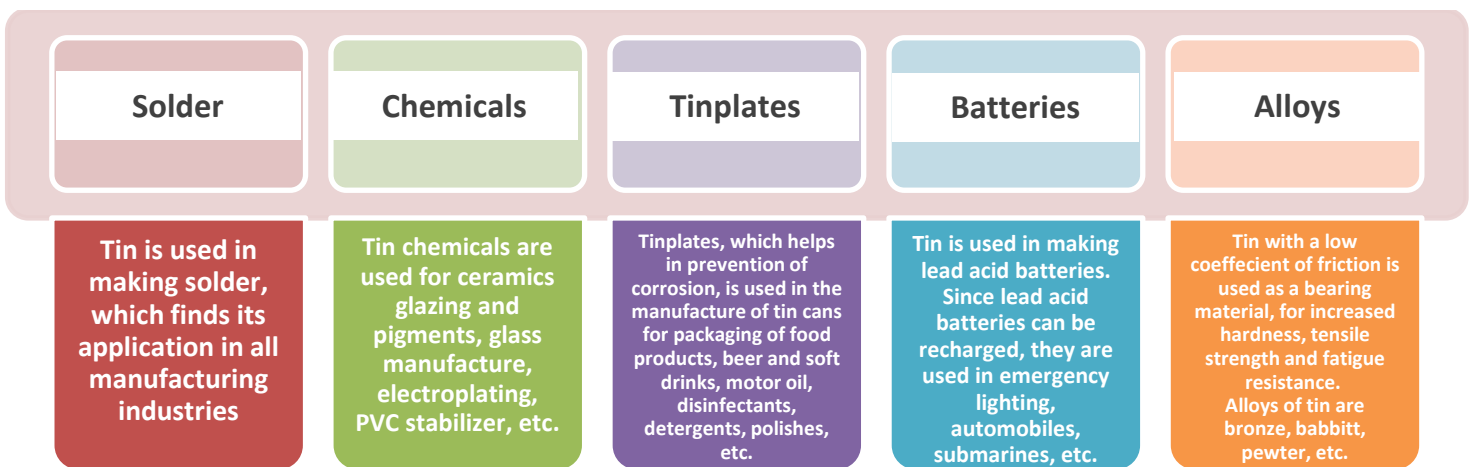 Solder
Chemicals
Tinplates
Batteries
Alloys
Tin is used in
making solder,
which finds its
application in all
manufacturing
industries
Tin chemicals are
used for ceramics
glazing and
pigments, glass
manufacture,
electroplating,
PVC stabilizer, etc.
Tinplates, which helps
in prevention of
corrosion, is used in the
manufacture of tin cans
for packaging of food
products, beer and soft
drinks, motor oil,
disinfectants,
detergents, polishes,
etc.
Tin is used in making
lead acid batteries.
Since lead acid
batteries can be
recharged, they are
used in emergency
lighting,
automobiles,
submarines, etc.
Tin with a low
coeffecient of friction is
used as a bearing
material, for increased
hardness, tensile
strength and fatigue
resistance.
Alloys of tin are
bronze, babbitt,
pewter, etc.